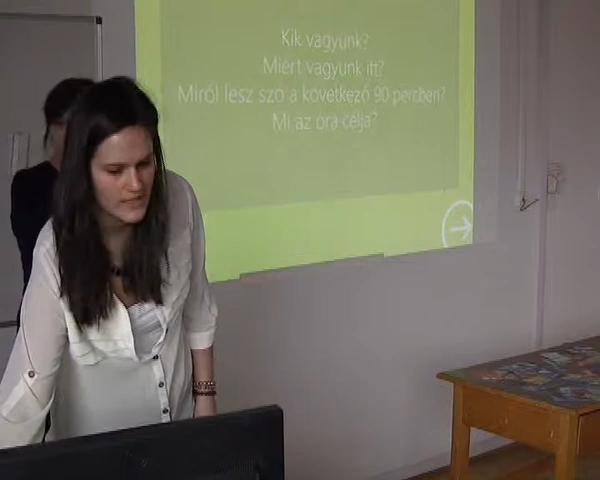 Kik vagyunk?
Miért vagyunk itt?
Miről lesz szó a következő 90 percben?
Mi az óra célja?